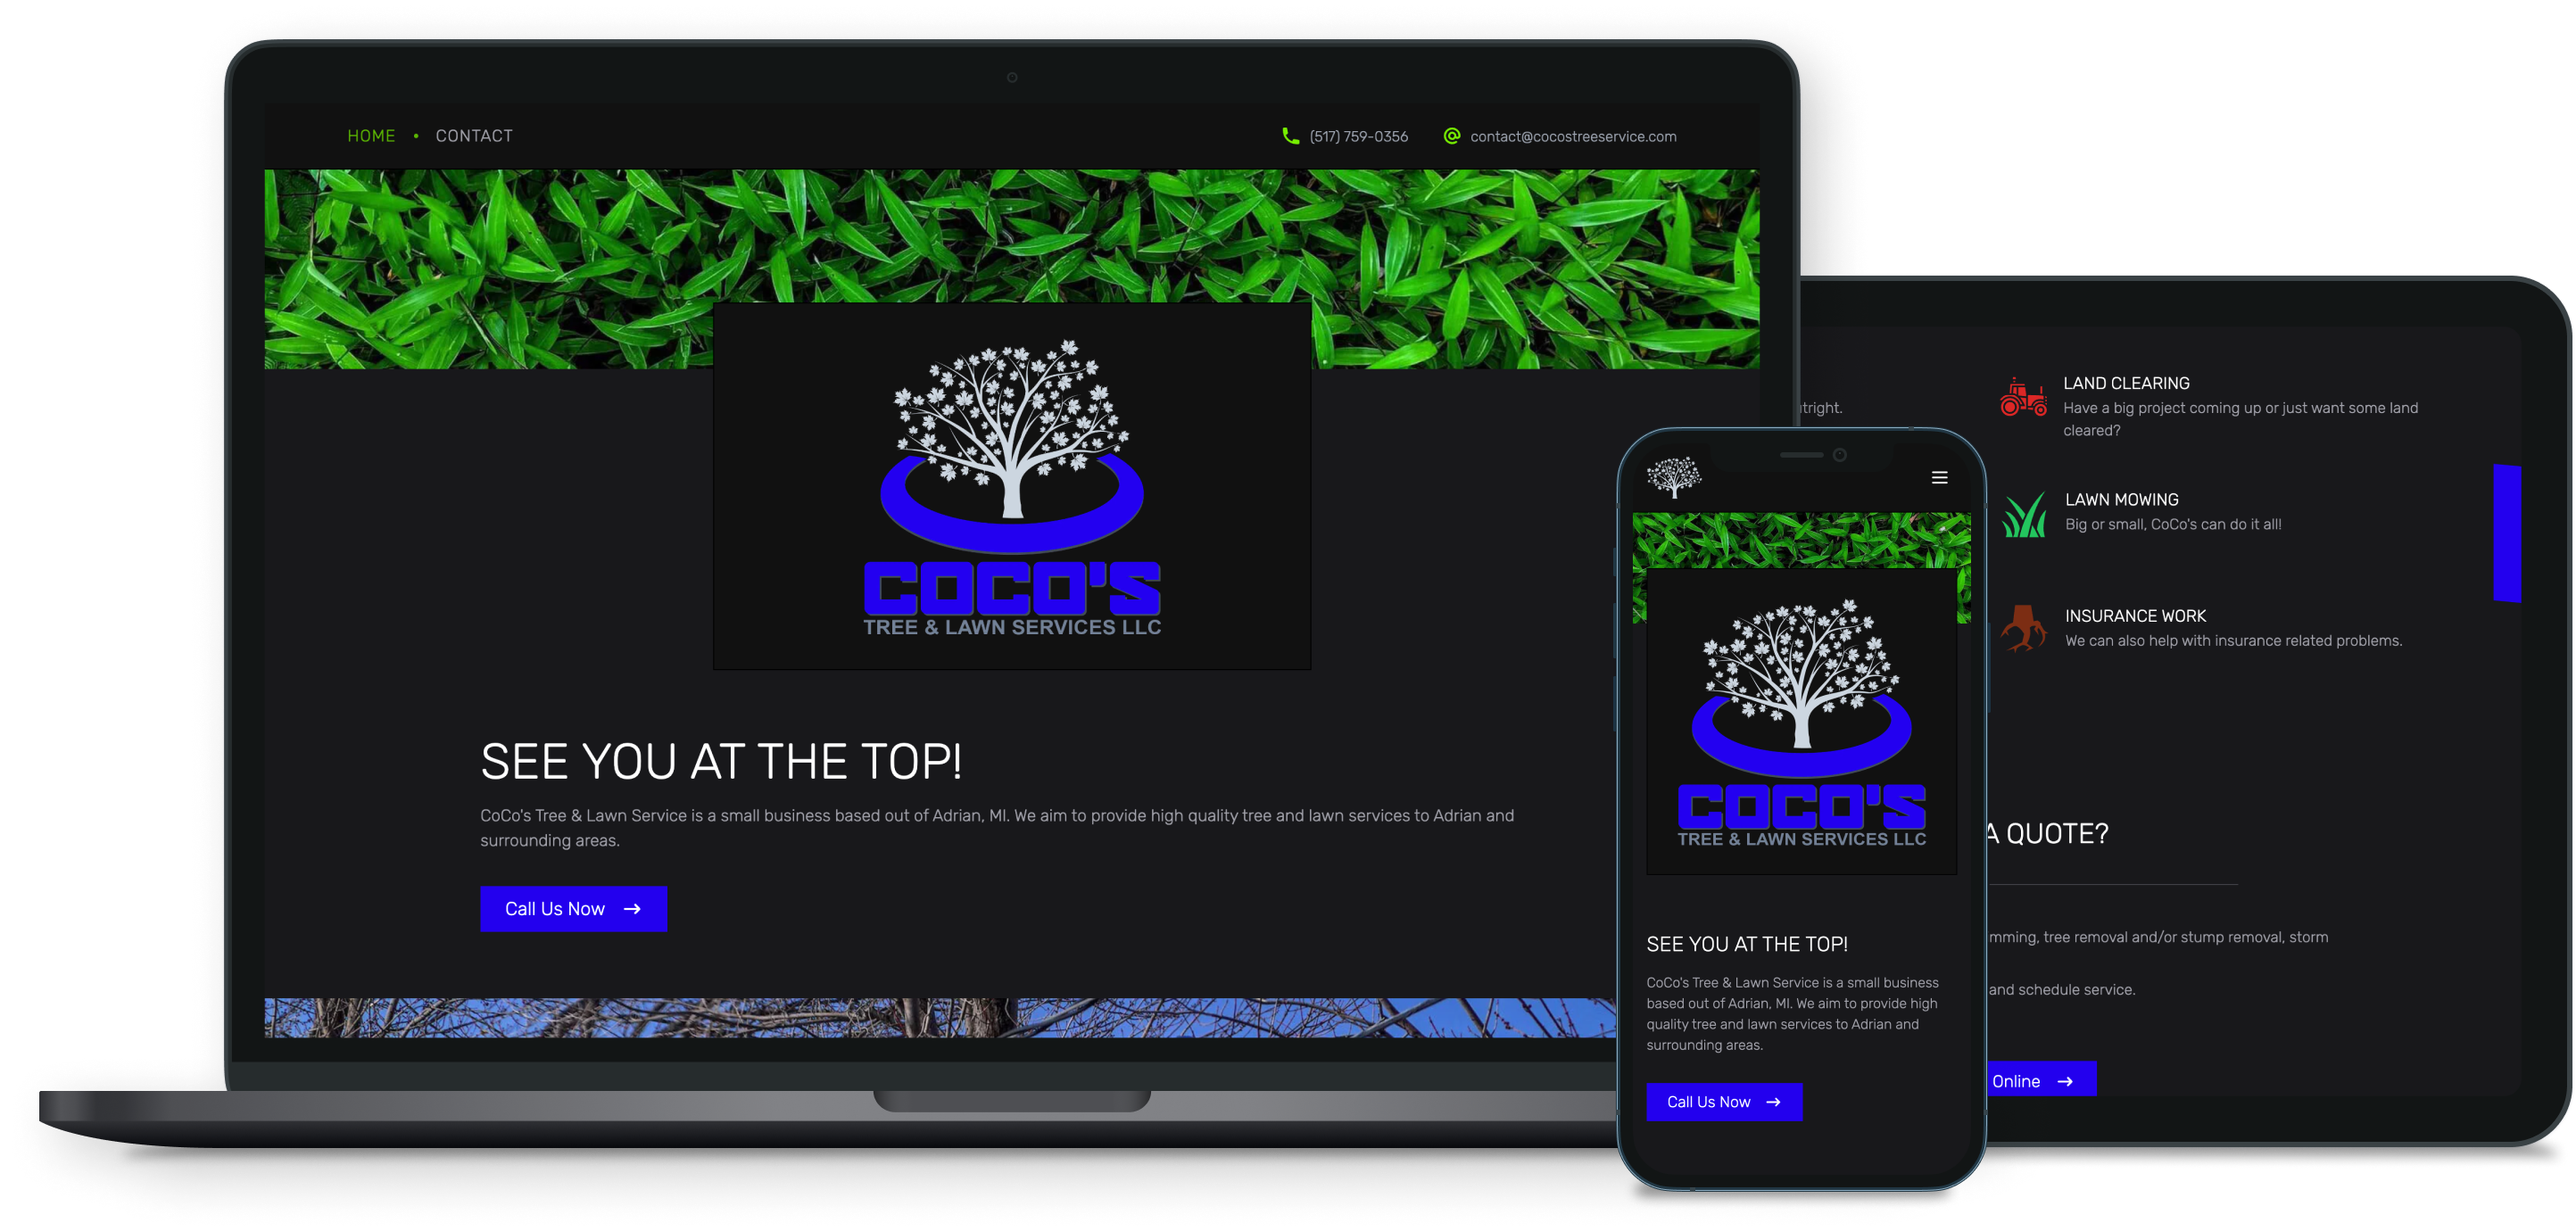 HOME • CONTACT
(517) 759-0356
contact@cocostreeservice.com
COCO'S
TREE & LAWN SERVICES LLC
SEE YOU AT THE TOP!
CoCo's Tree & Lawn Service is a small business based out of Adrian, MI. We aim to provide high quality tree and lawn services to Adrian and
surrounding areas.
Call Us Now →
COCO'S
TREE & LAWN SERVICES LLC
SEE YOU AT THE TOP!
CoCo's Tree & Lawn Service is a small business
based out of Adrian, MI. We aim to provide high
quality tree and lawn services to Adrian and
surrounding areas.
Call Us Now →
LAND CLEARING
Have a big project coming up or just want some land
cleared?
LAWN MOWING
Big or small, CoCo's can do it all!
INSURANCE WORK
We can also help with insurance related problems.
A QUOTE?
tree removal and/or stump removal, storm
and schedule service.
Online →